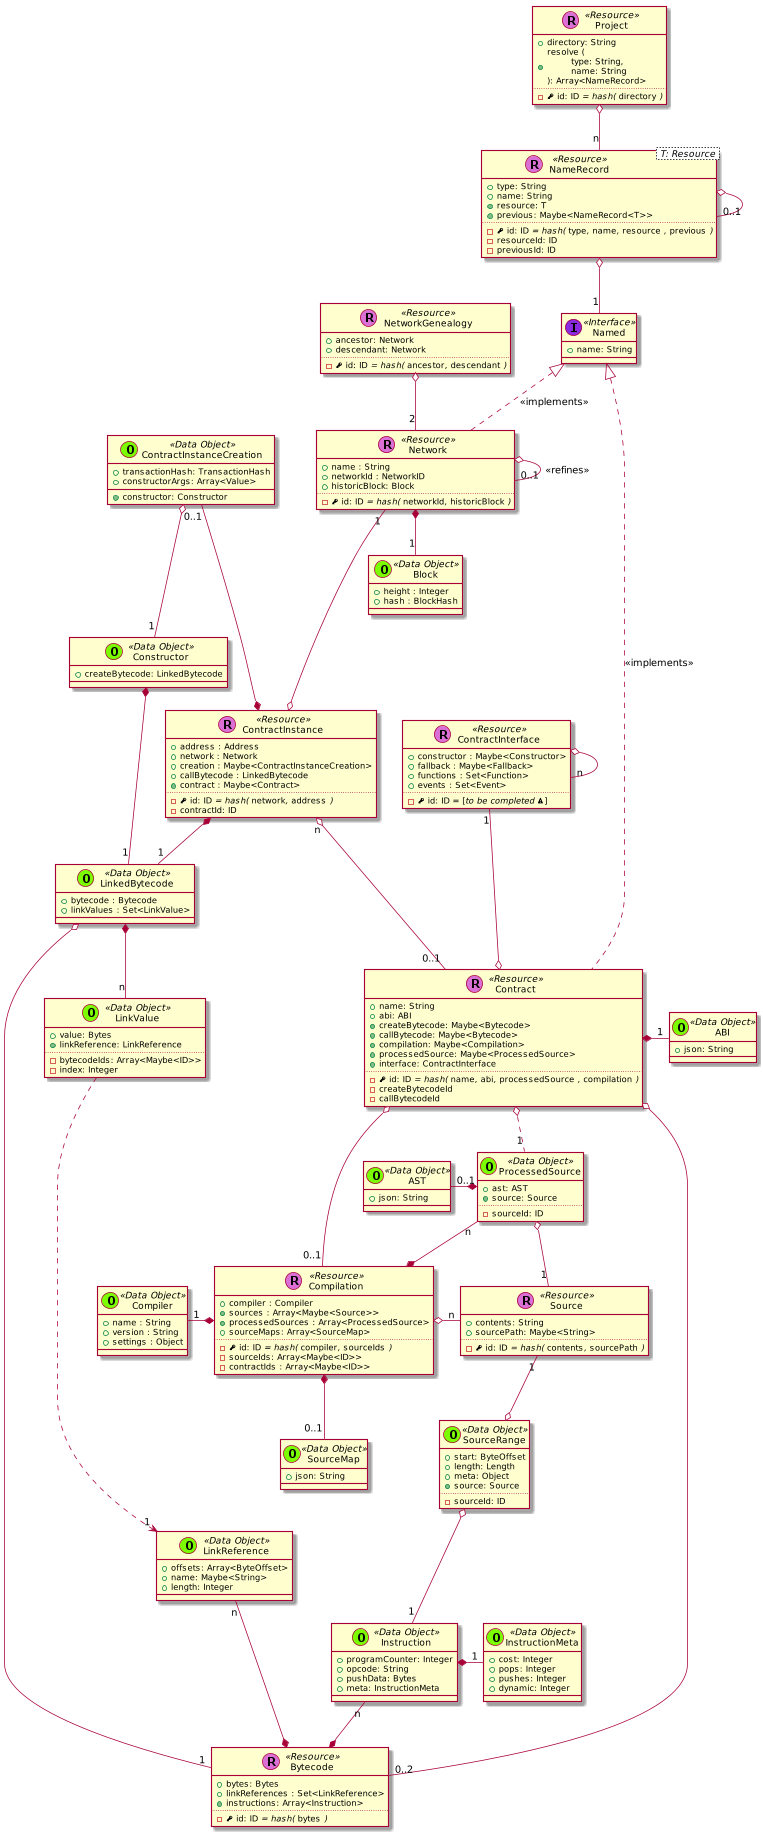 R «Resource»
Project
directory: String
resolve (
type: String,
name: String
): Array<NameRecord>
id: ID = hash( directory )
n
T: Resource
R «Resource»
NameRecord
type: String
name: String
resource: T
previous: Maybe<NameRecord<T>>
id: ID = hash( type, name, resource , previous )
resourceId: ID
previousId: ID
0..1
1
R «Resource»
NetworkGenealogy
ancestor: Network
descendant: Network
id: ID = hash( ancestor, descendant )
I «Interface»
Named
name: String
«implements»
2
O «Data Object»
ContractInstanceCreation
transactionHash: TransactionHash
constructorArgs: Array<Value>
constructor: Constructor
0..1
R «Resource»
Network
name : String
networkId : NetworkID
historicBlock: Block
id: ID = hash( networkId, historicBlock )
0..1
«refines»
1
1
O «Data Object»
Block
height : Integer
hash : BlockHash
1
O «Data Object»
Constructor
createBytecode: LinkedBytecode
«implements»
R «Resource»
ContractInstance
address : Address
network : Network
creation : Maybe<ContractInstanceCreation>
callBytecode : LinkedBytecode
contract : Maybe<Contract>
id: ID = hash( network, address )
contractId: ID
R «Resource»
ContractInterface
constructor : Maybe<Constructor>
fallback : Maybe<Fallback>
functions : Set<Function>
events : Set<Event>
id: ID = [to be completed ]
n
1
n
1
1
O «Data Object»
LinkedBytecode
bytecode : Bytecode
linkValues : Set<LinkValue>
0..1
n
R «Resource»
Contract
name: String
abi: ABI
createBytecode: Maybe<Bytecode>
callBytecode: Maybe<Bytecode>
compilation: Maybe<Compilation>
processedSource: Maybe<ProcessedSource>
interface: ContractInterface
id: ID = hash( name, abi, processedSource , compilation )
createBytecodeId
callBytecodeId
1
O «Data Object»
ABI
json: String
O «Data Object»
LinkValue
value: Bytes
linkReference: LinkReference
bytecodeIds: Array<Maybe<ID>>
index: Integer
1
O «Data Object»
AST
json: String
0..1
O «Data Object»
ProcessedSource
ast: AST
source: Source
sourceId: ID
n
0..1
1
O «Data Object»
Compiler
name : String
version : String
settings : Object
1
R «Resource»
Compilation
compiler : Compiler
sources : Array<Maybe<Source>>
processedSources : Array<ProcessedSource>
sourceMaps: Array<SourceMap>
id: ID = hash( compiler, sourceIds )
sourceIds: Array<Maybe<ID>>
contractIds : Array<Maybe<ID>>
n
R «Resource»
Source
contents: String
sourcePath: Maybe<String>
id: ID = hash( contents, sourcePath )
1
0..1
O «Data Object»
SourceMap
json: String
O «Data Object»
SourceRange
start: ByteOffset
length: Length
meta: Object
source: Source
sourceId: ID
1
O «Data Object»
LinkReference
offsets: Array<ByteOffset>
name: Maybe<String>
length: Integer
n
1
O «Data Object»
Instruction
programCounter: Integer
opcode: String
pushData: Bytes
meta: InstructionMeta
1
O «Data Object»
InstructionMeta
cost: Integer
pops: Integer
pushes: Integer
dynamic: Integer
n
1
0..2
R «Resource»
Bytecode
bytes: Bytes
linkReferences : Set<LinkReference>
instructions: Array<Instruction>
id: ID = hash( bytes )